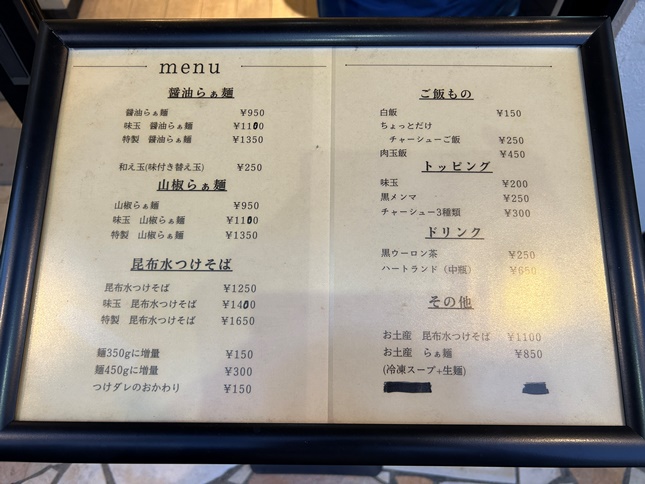 menu
醤油らぁ麺
醤油らぁ麺 ¥950
味玉 醤油らぁ麺 ¥1100
特製 醤油らぁ麺 ¥1350
和え玉(味付き替え玉) ¥250
山椒らぁ麺
山椒らぁ麺 ¥950
味玉 山椒らぁ麺 ¥1100
特製 山椒らぁ麺 ¥1350
昆布水つけそば
昆布水つけそば ¥1250
味玉 昆布水つけそば ¥1400
特製 昆布水つけそば ¥1650
麺350gに増量 ¥150
麺450gに増量 ¥300
つけダレのおかわり ¥150
ご飯もの
白飯 ¥150
ちょっとだけ
チャーシューご飯 ¥250
肉玉飯 ¥450
トッピング
味玉 ¥200
黒メンマ ¥250
チャーシュー3種類 ¥300
ドリンク
黒ウーロン茶 ¥250
ハートランド（中瓶） ¥650
その他
お土産 昆布水つけそば ¥1100
お土産 らぁ麺 ¥850
(冷凍スープ+生麺)